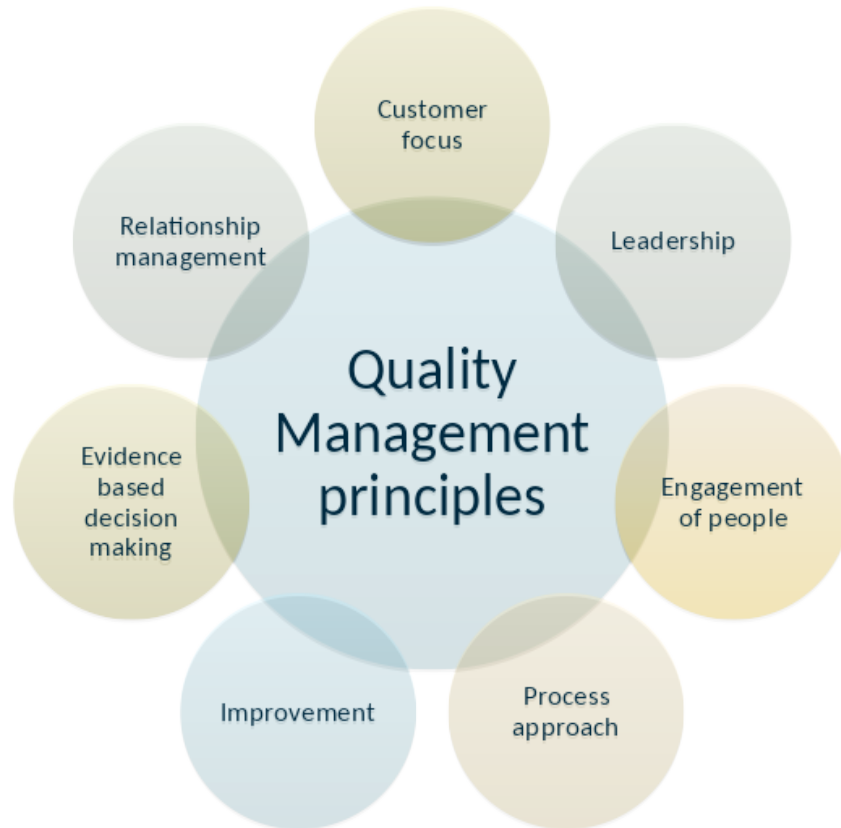 Customer
focus
Leadership
Engagement
of people
Process
approach
Improvement
Evidence
based
decision
making
Relationship
management
Quality
Management
principles